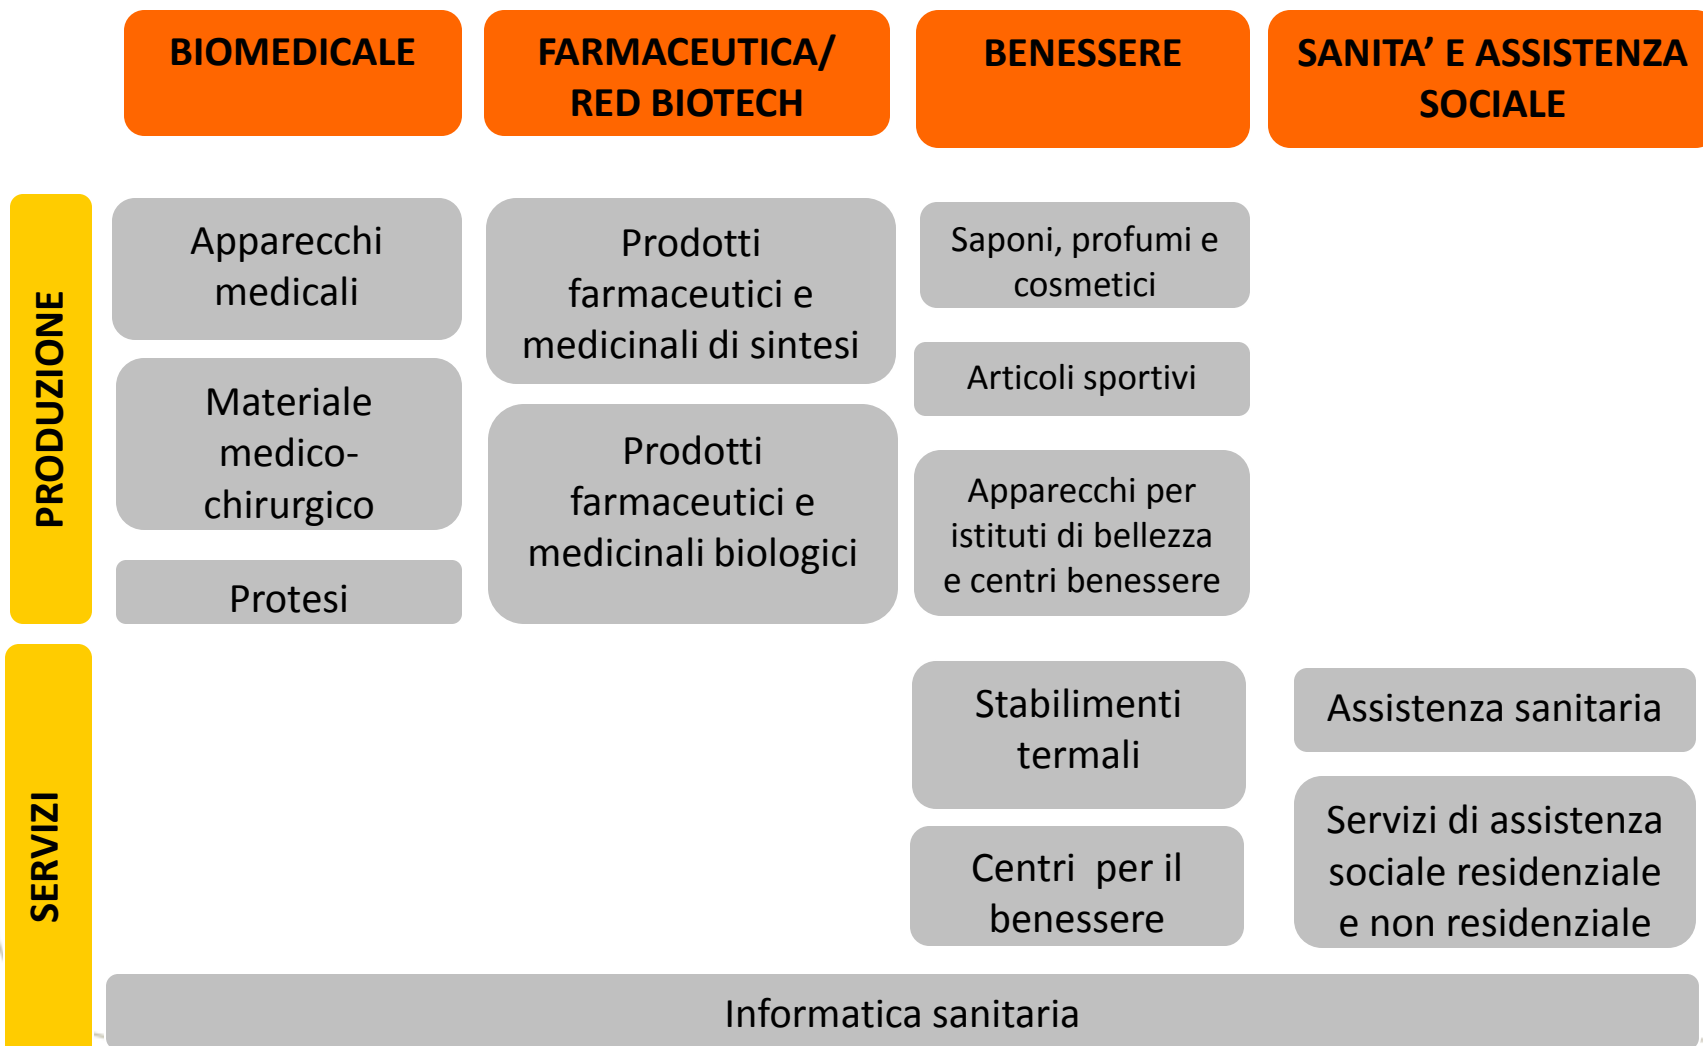 BIOMEDICALE
FARMACEUTICA/
RED BIOTECH
BENESSERE
SANITA’ E ASSISTENZA
SOCIALE
PRODUZIONE
Apparecchi
medicali
Materiale
medico-
chirurgico
Protesi
Prodotti
farmaceutici e
medicinali di sintesi
Prodotti
farmaceutici e
medicinali biologici
Saponi, profumi e
cosmetici
Articoli sportivi
Apparecchi per
istituti di bellezza
e centri benessere
SERVIZI
Stabilimenti
termali
Centri per il
benessere
Assistenza sanitaria
Servizi di assistenza
sociale residenziale
e non residenziale
Informatica sanitaria